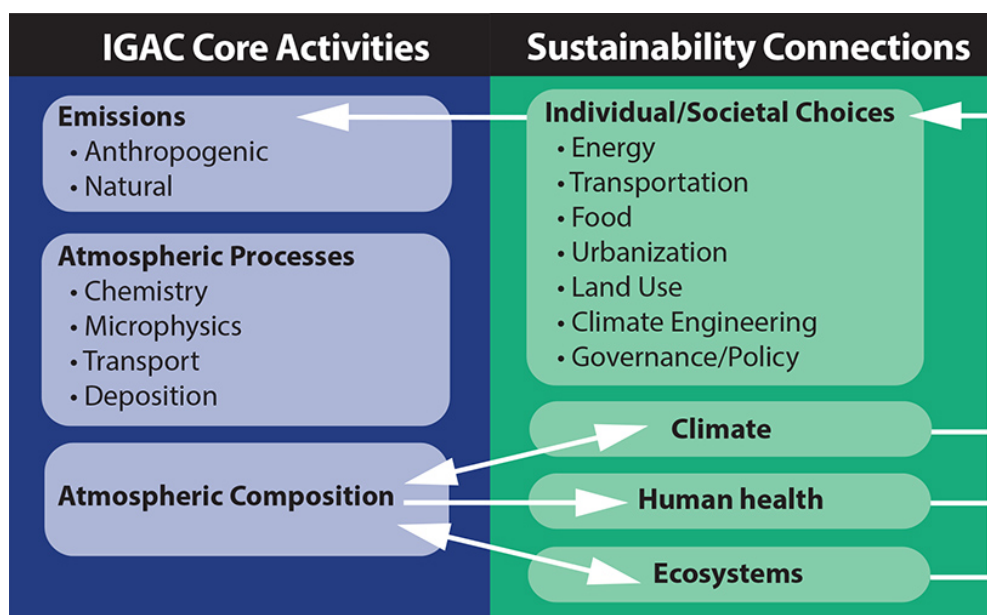 IGAC Core Activities
Emissions
• Anthropogenic
• Natural
Atmospheric Processes
• Chemistry
• Microphysics
• Transport
• Deposition
Atmospheric Composition
Sustainability Connections
Individual/Societal Choices
• Energy
• Transportation
• Food
• Urbanization
• Land Use
• Climate Engineering
• Governance/Policy
Climate
Human health
Ecosystems